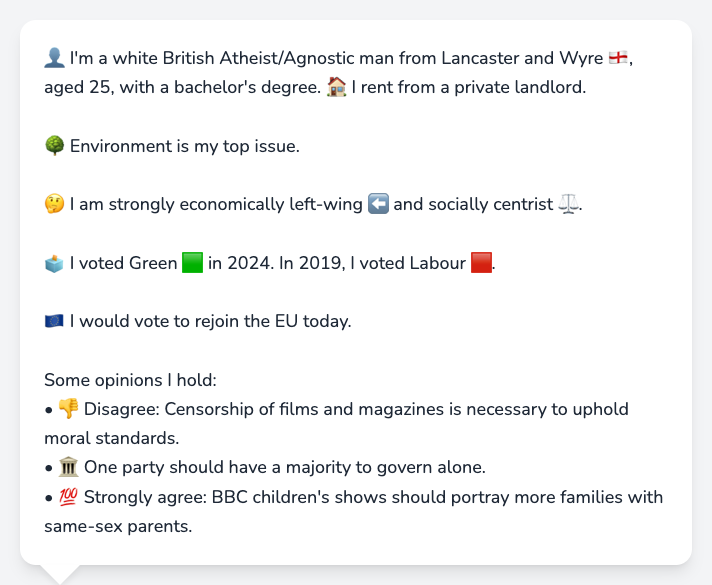 👤 I'm a white British Atheist/Agnostic man from Lancaster and Wyre 🏴󠁧󠁢󠁥󠁮󠁧󠁿,
aged 25, with a bachelor's degree. 🏠 I rent from a private landlord.
🌳 Environment is my top issue.
🤔 I am strongly economically left-wing ⬅️ and socially centrist ⚖️.
🗳️ I voted Green 🟩 in 2024. In 2019, I voted Labour 🟥.
🇪🇺 I would vote to rejoin the EU today.
Some opinions I hold:
• 👎 Disagree: Censorship of films and magazines is necessary to uphold
moral standards.
• 🏛️ One party should have a majority to govern alone.
• 💯 Strongly agree: BBC children's shows should portray more families with
same-sex parents.